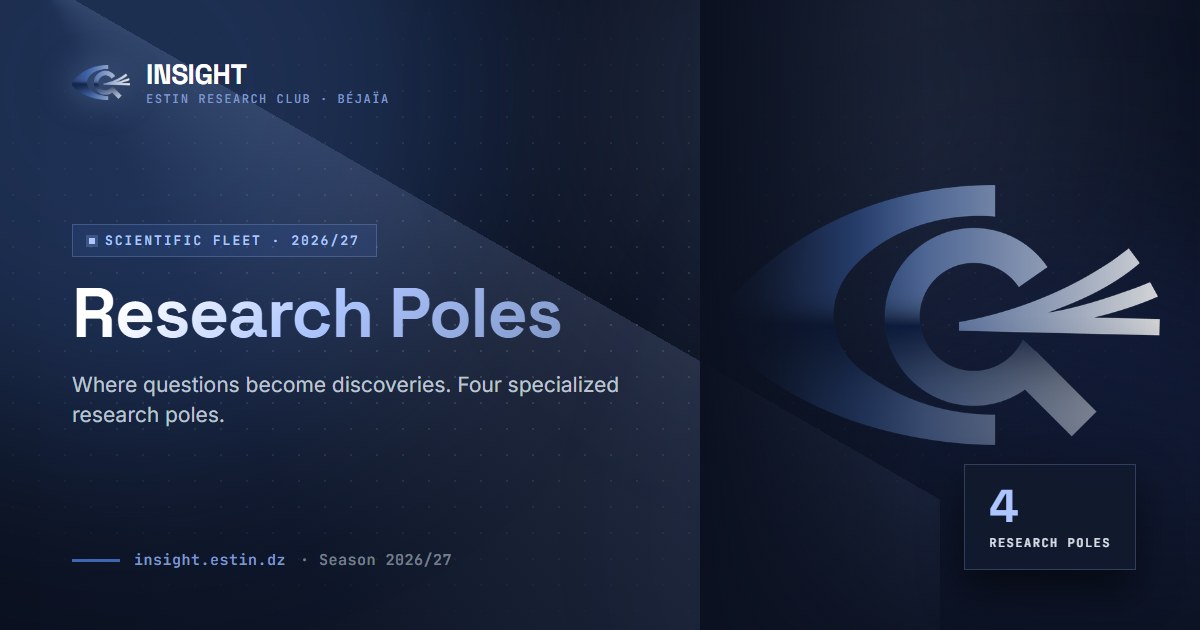 INSIGHT
ESTIN RESEARCH CLUB · BÉJAÏA
SCIENTIFIC FLEET · 2026/27
Research Poles
Where questions become discoveries. Four specialized
research poles.
insight.estin.dz · Season 2026/27
4
RESEARCH POLES